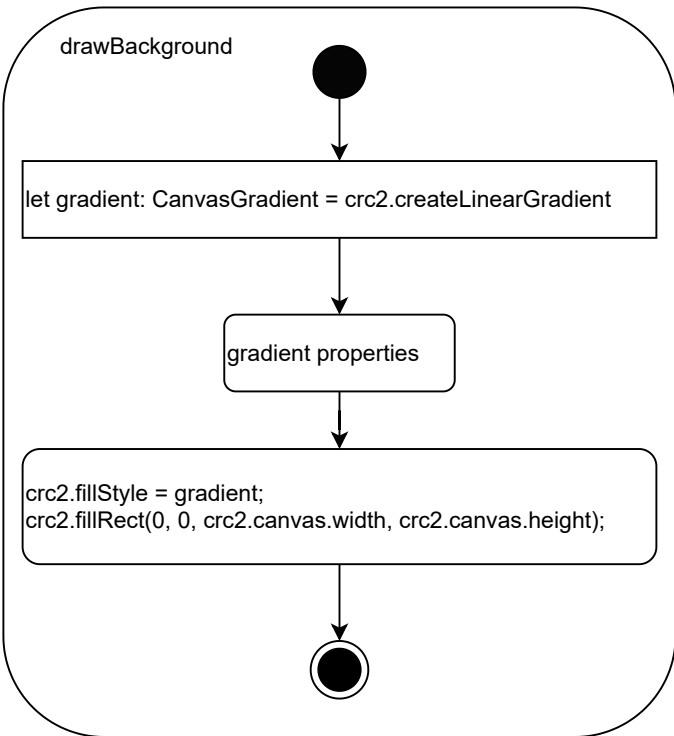 drawBackground
let gradient: CanvasGradient = crc2.createLinearGradient
gradient properties
crc2.fillStyle = gradient;
crc2.fillRect(0, 0, crc2.canvas.width, crc2.canvas.height);